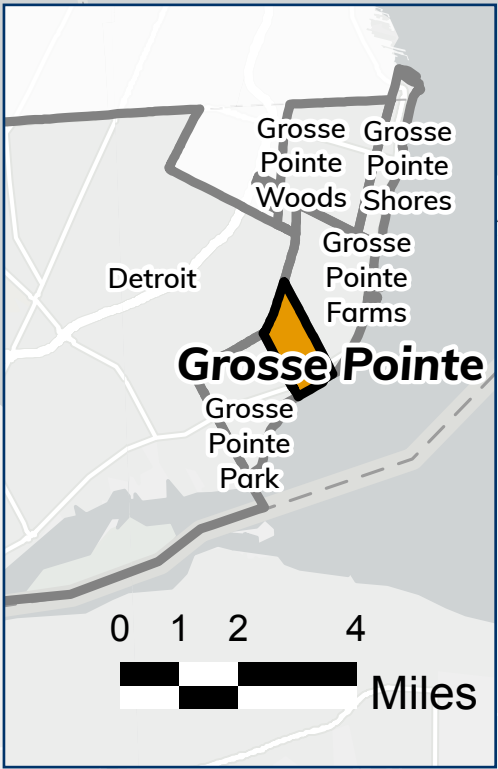 Grosse
Pointe
Woods
Grosse
Pointe
Shores
Grosse
Pointe
Farms
Detroit
Grosse Pointe
Grosse
Pointe
Park
0 1 2 4
Miles